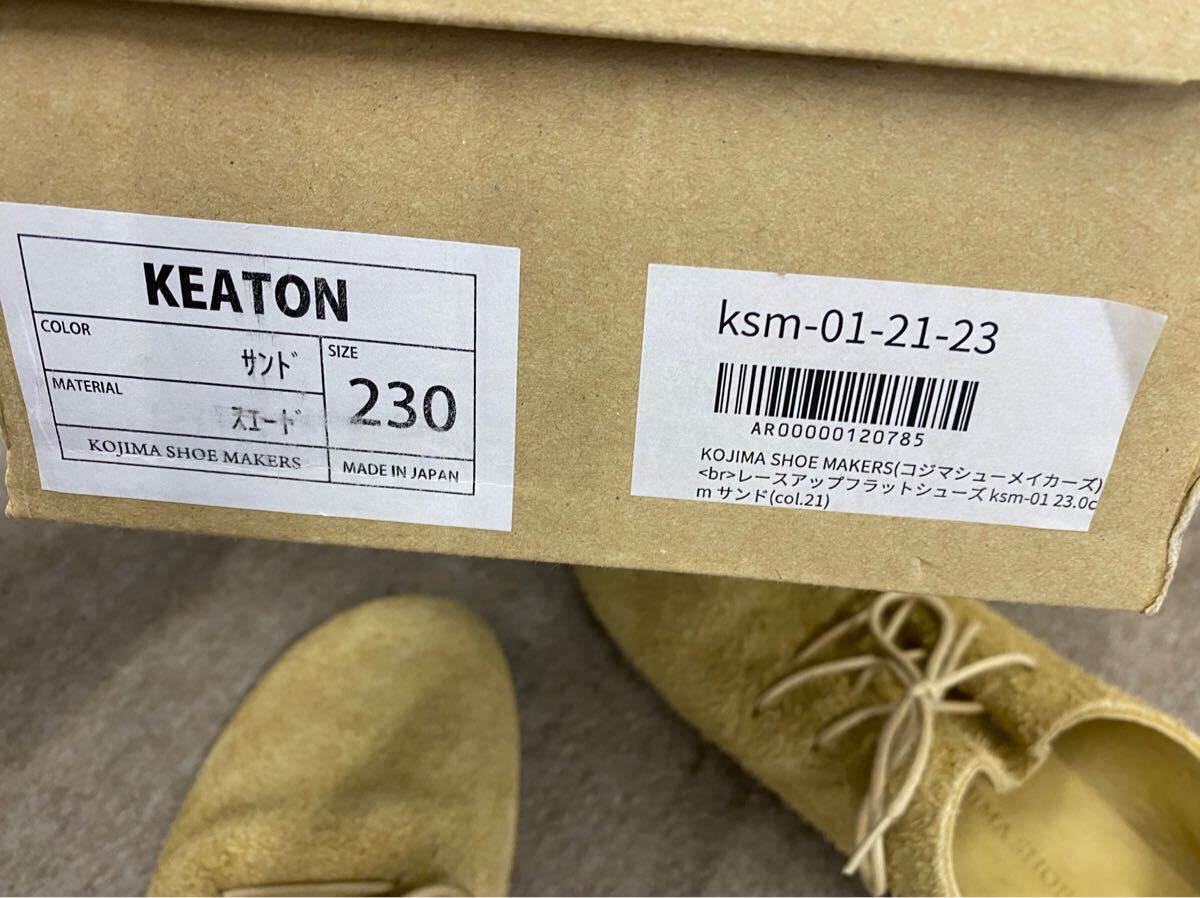 KEATON
COLOR
サンド
MATERIAL
スエード
SIZE
230
KOJIMA SHOE MAKERS
MADE IN JAPAN
ksm-01-21-23
AR00000120785
KOJIMA SHOE MAKERS(コジマシューメイカーズ)
<br>レースアップフラットシューズ ksm-01 23.0c
m サンド(col.21)